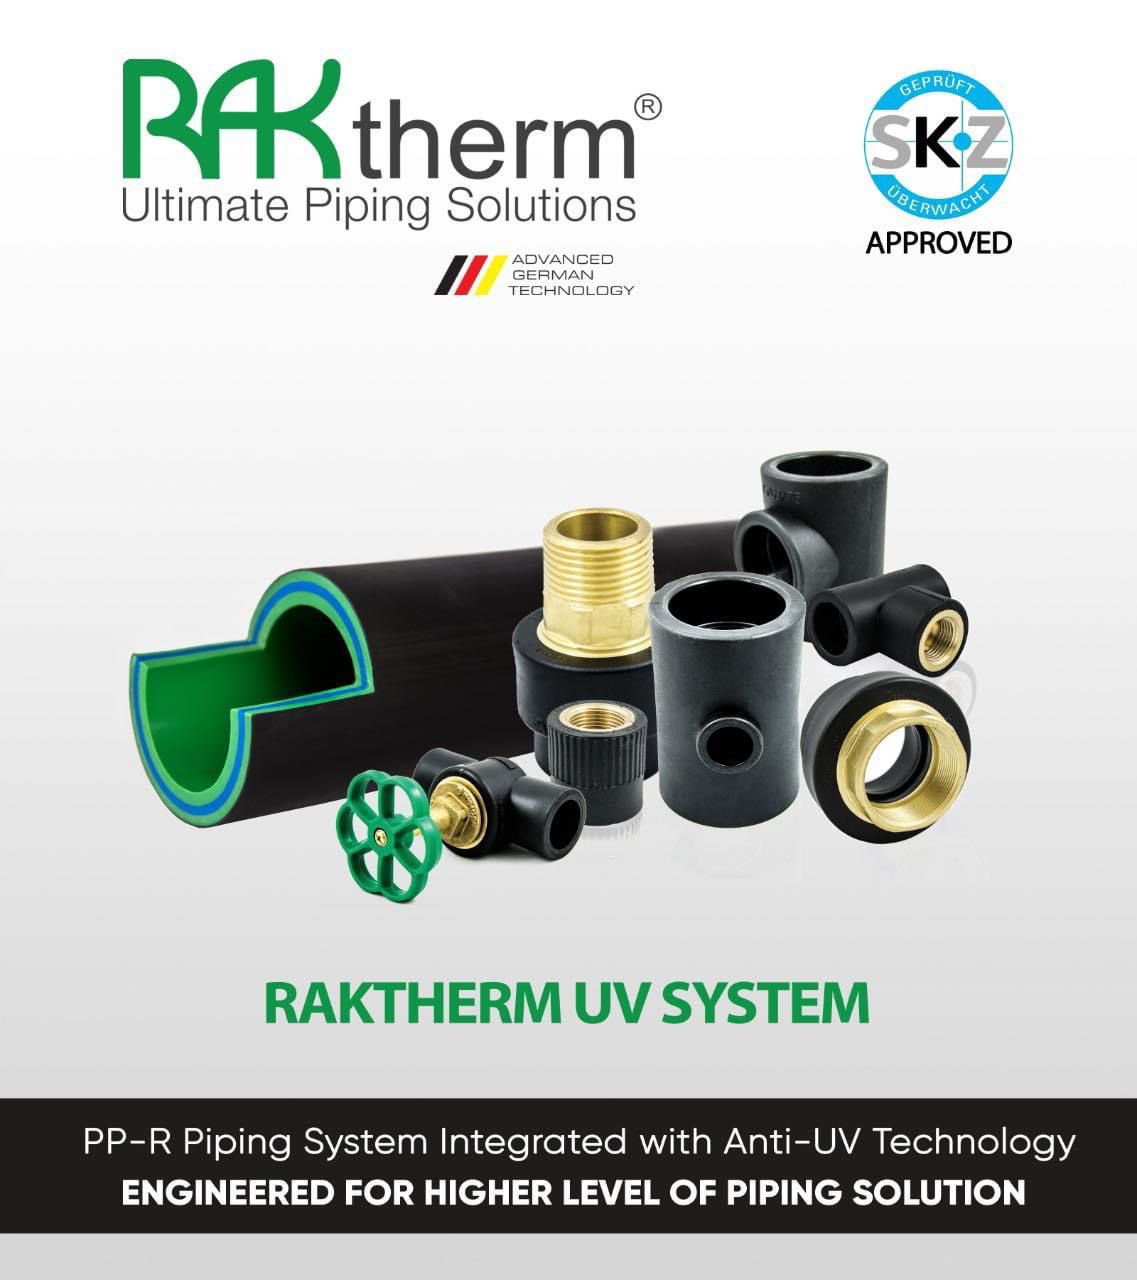 RAKtherm®
Ultimate Piping Solutions
ADVANCED
GERMAN
TECHNOLOGY
GEPRÜFT
SKZ
ÜBERWACHT
APPROVED
RAKTHERM UV SYSTEM
PP-R Piping System Integrated with Anti-UV Technology
ENGINEERED FOR HIGHER LEVEL OF PIPING SOLUTION